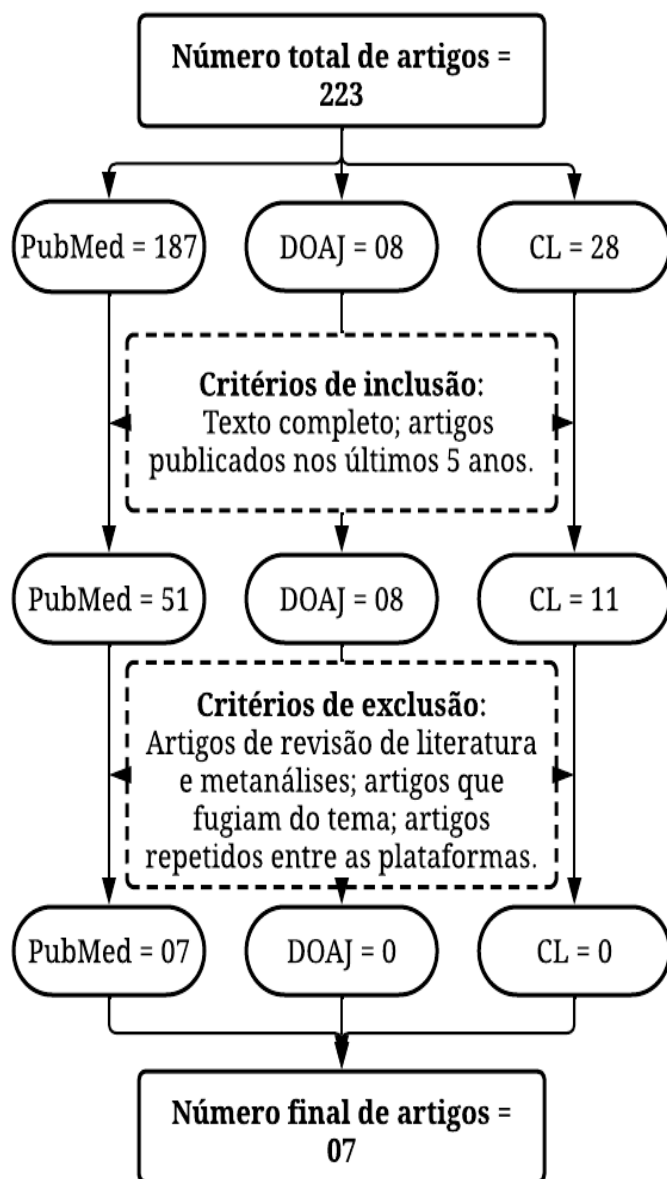 Número total de artigos =
223
PubMed = 187
DOAJ = 08
CL = 28
Critérios de inclusão:
Texto completo; artigos
publicados nos últimos 5 anos.
PubMed = 51
DOAJ = 08
CL = 11
Critérios de exclusão:
Artigos de revisão de literatura
e metanálises; artigos que
fugiam do tema; artigos
repetidos entre as plataformas.
PubMed = 07
DOAJ = 0
CL = 0
Número final de artigos =
07